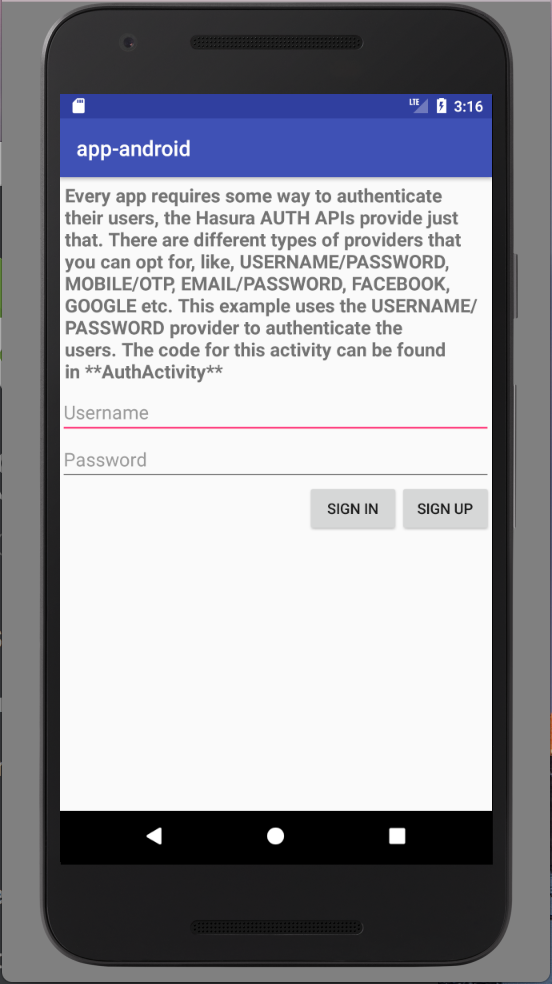 LTE 3:16
app-android
Every app requires some way to authenticate
their users, the Hasura AUTH APIs provide just
that. There are different types of providers that
you can opt for, like, USERNAME/PASSWORD,
MOBILE/OTP, EMAIL/PASSWORD, FACEBOOK,
GOOGLE etc. This example uses the USERNAME/
PASSWORD provider to authenticate the
users. The code for this activity can be found
in **AuthActivity**
Username
Password
SIGN IN SIGN UP